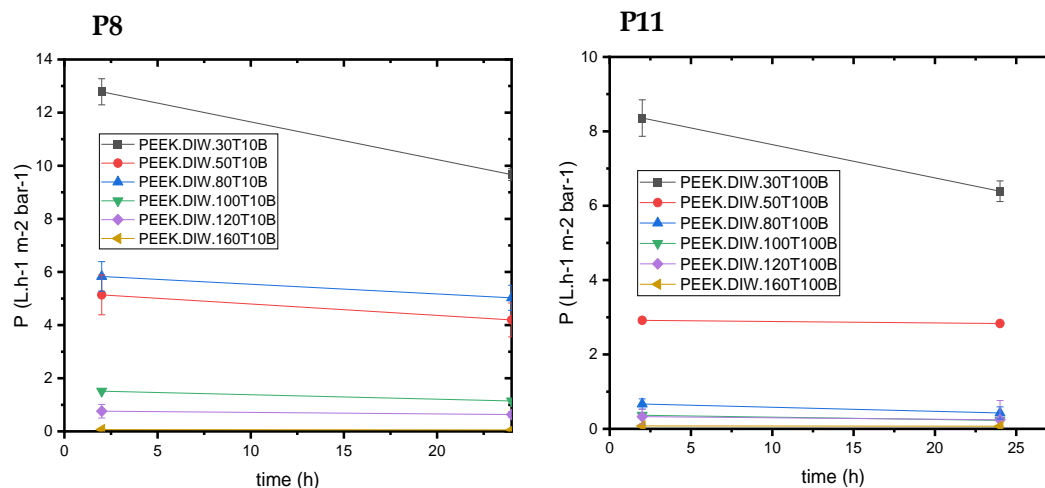 P8
P (L.h-1 m-2 bar-1)
14
12
10
8
6
4
2
0
PEEK.DIW.30T10B
PEEK.DIW.50T10B
PEEK.DIW.80T10B
PEEK.DIW.100T10B
PEEK.DIW.120T10B
PEEK.DIW.160T10B
0 5 10 15 20
time (h)
P11
P (L.h-1 m-2 bar-1)
10
8
6
4
2
0
PEEK.DIW.30T100B
PEEK.DIW.50T100B
PEEK.DIW.80T100B
PEEK.DIW.100T100B
PEEK.DIW.120T100B
PEEK.DIW.160T100B
0 5 10 15 20 25
time (h)